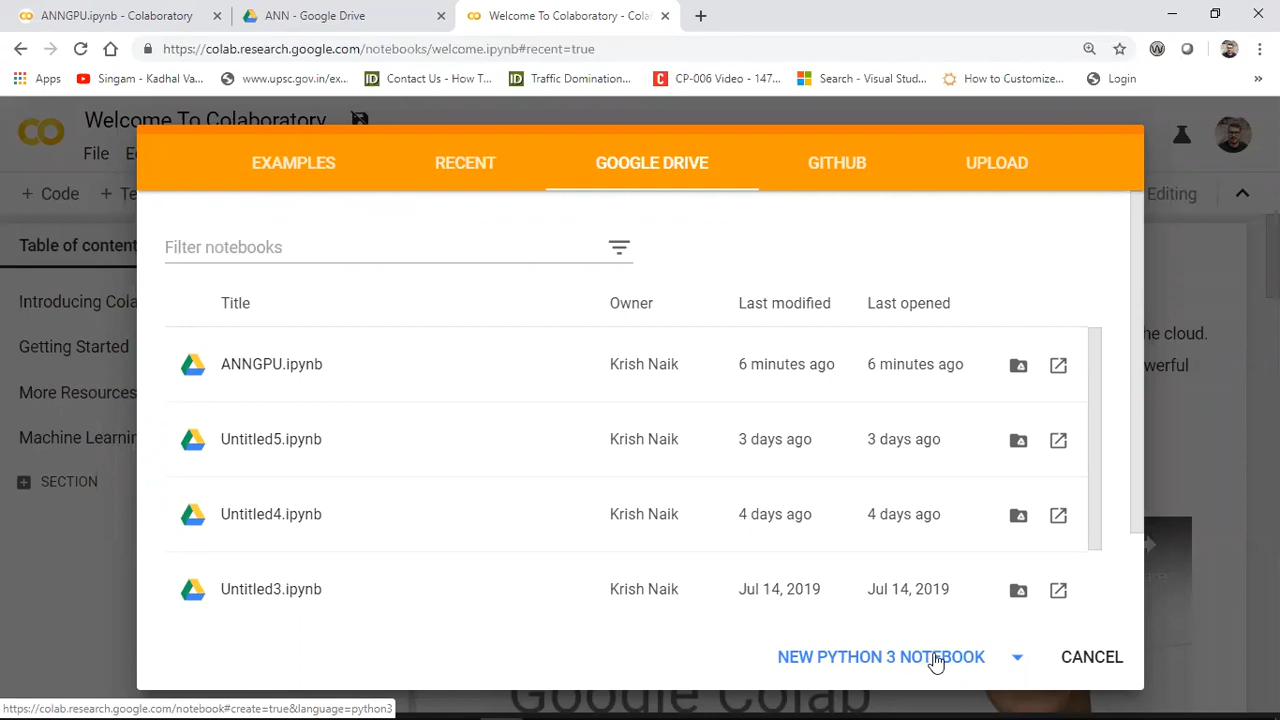 ANNGPU.ipynb - Colaboratory
ANN - Google Drive
Welcome To Colaboratory - Cola
https://colab.research.google.com/notebooks/welcome.ipynb#recent=true
Apps
Singam - Kadhal Va...
www.upsc.gov.in/ex...
Contact Us - How T...
Traffic Domination...
CP-006 Video - 147...
Search - Visual Stud...
How to Customize...
Login
»
Welcome To Colaboratory
File
+ Code
+ Te
Editing
EXAMPLES
RECENT
GOOGLE DRIVE
GITHUB
UPLOAD
Table of content
Introducing Cola
Getting Started
More Resources
Machine Learnin
SECTION
he cloud.
werful
Filter notebooks
Title Owner Last modified Last opened
ANNGPU.ipynb Krish Naik 6 minutes ago 6 minutes ago
Untitled5.ipynb Krish Naik 3 days ago 3 days ago
Untitled4.ipynb Krish Naik 4 days ago 4 days ago
Untitled3.ipynb Krish Naik Jul 14, 2019 Jul 14, 2019
NEW PYTHON 3 NOTEBOOK
CANCEL
Google Colab
https://colab.research.google.com/notebook#create=true&language=python3